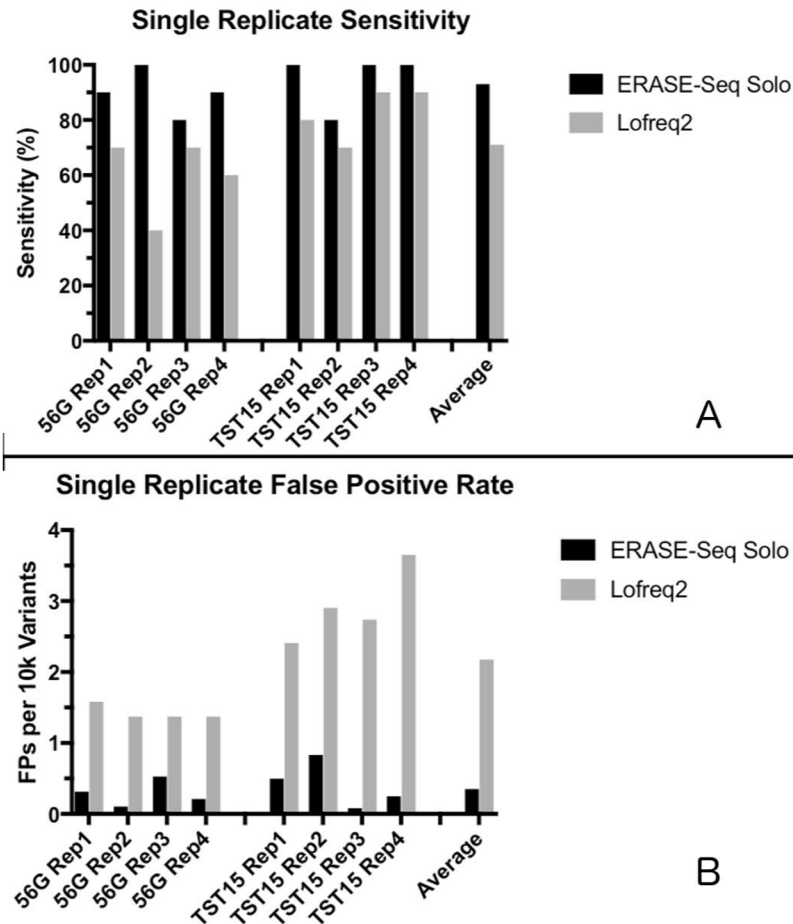 Single Replicate Sensitivity
ERASE-Seq Solo
Lofreq2
Sensitivity (%)
100
80
60
40
20
0
56G Rep1
56G Rep2
56G Rep3
56G Rep4
TST15 Rep1
TST15 Rep2
TST15 Rep3
TST15 Rep4
Average
A
Single Replicate False Positive Rate
ERASE-Seq Solo
Lofreq2
FPs per 10k Variants
4
3
2
1
0
56G Rep1
56G Rep2
56G Rep3
56G Rep4
TST15 Rep1
TST15 Rep2
TST15 Rep3
TST15 Rep4
Average
B